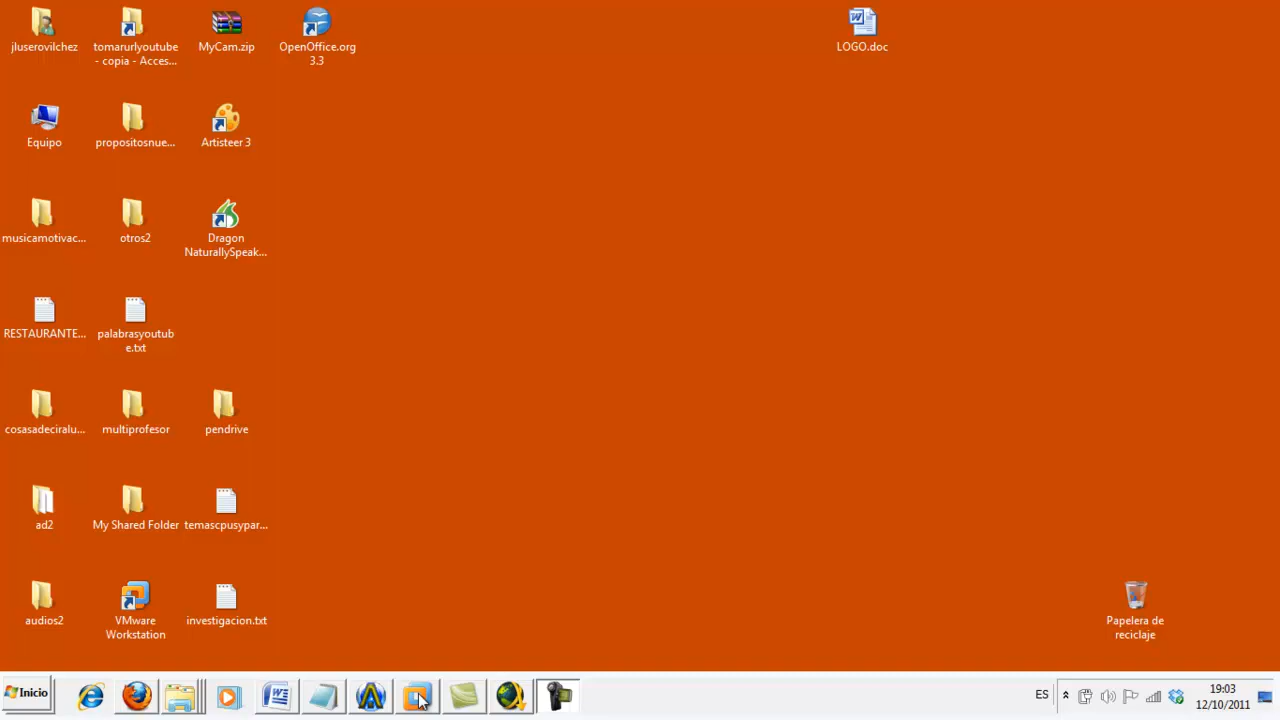 jluserovilchez
tomarurlyoutube
- copia - Acces...
MyCam.zip
OpenOffice.org
3.3
LOGO.doc
Equipo
propositosnue...
Artisteer 3
musicamotivac...
otros2
Dragon
NaturallySpeak...
RESTAURANTE...
palabrasyoutub
e.txt
cosasadeciralu...
multiprofesor
pendrive
ad2
My Shared Folder
temascpusypar...
audios2
VMware
Workstation
investigacion.txt
Papelera de
reciclaje
Inicio
ES
19:03
12/10/2011